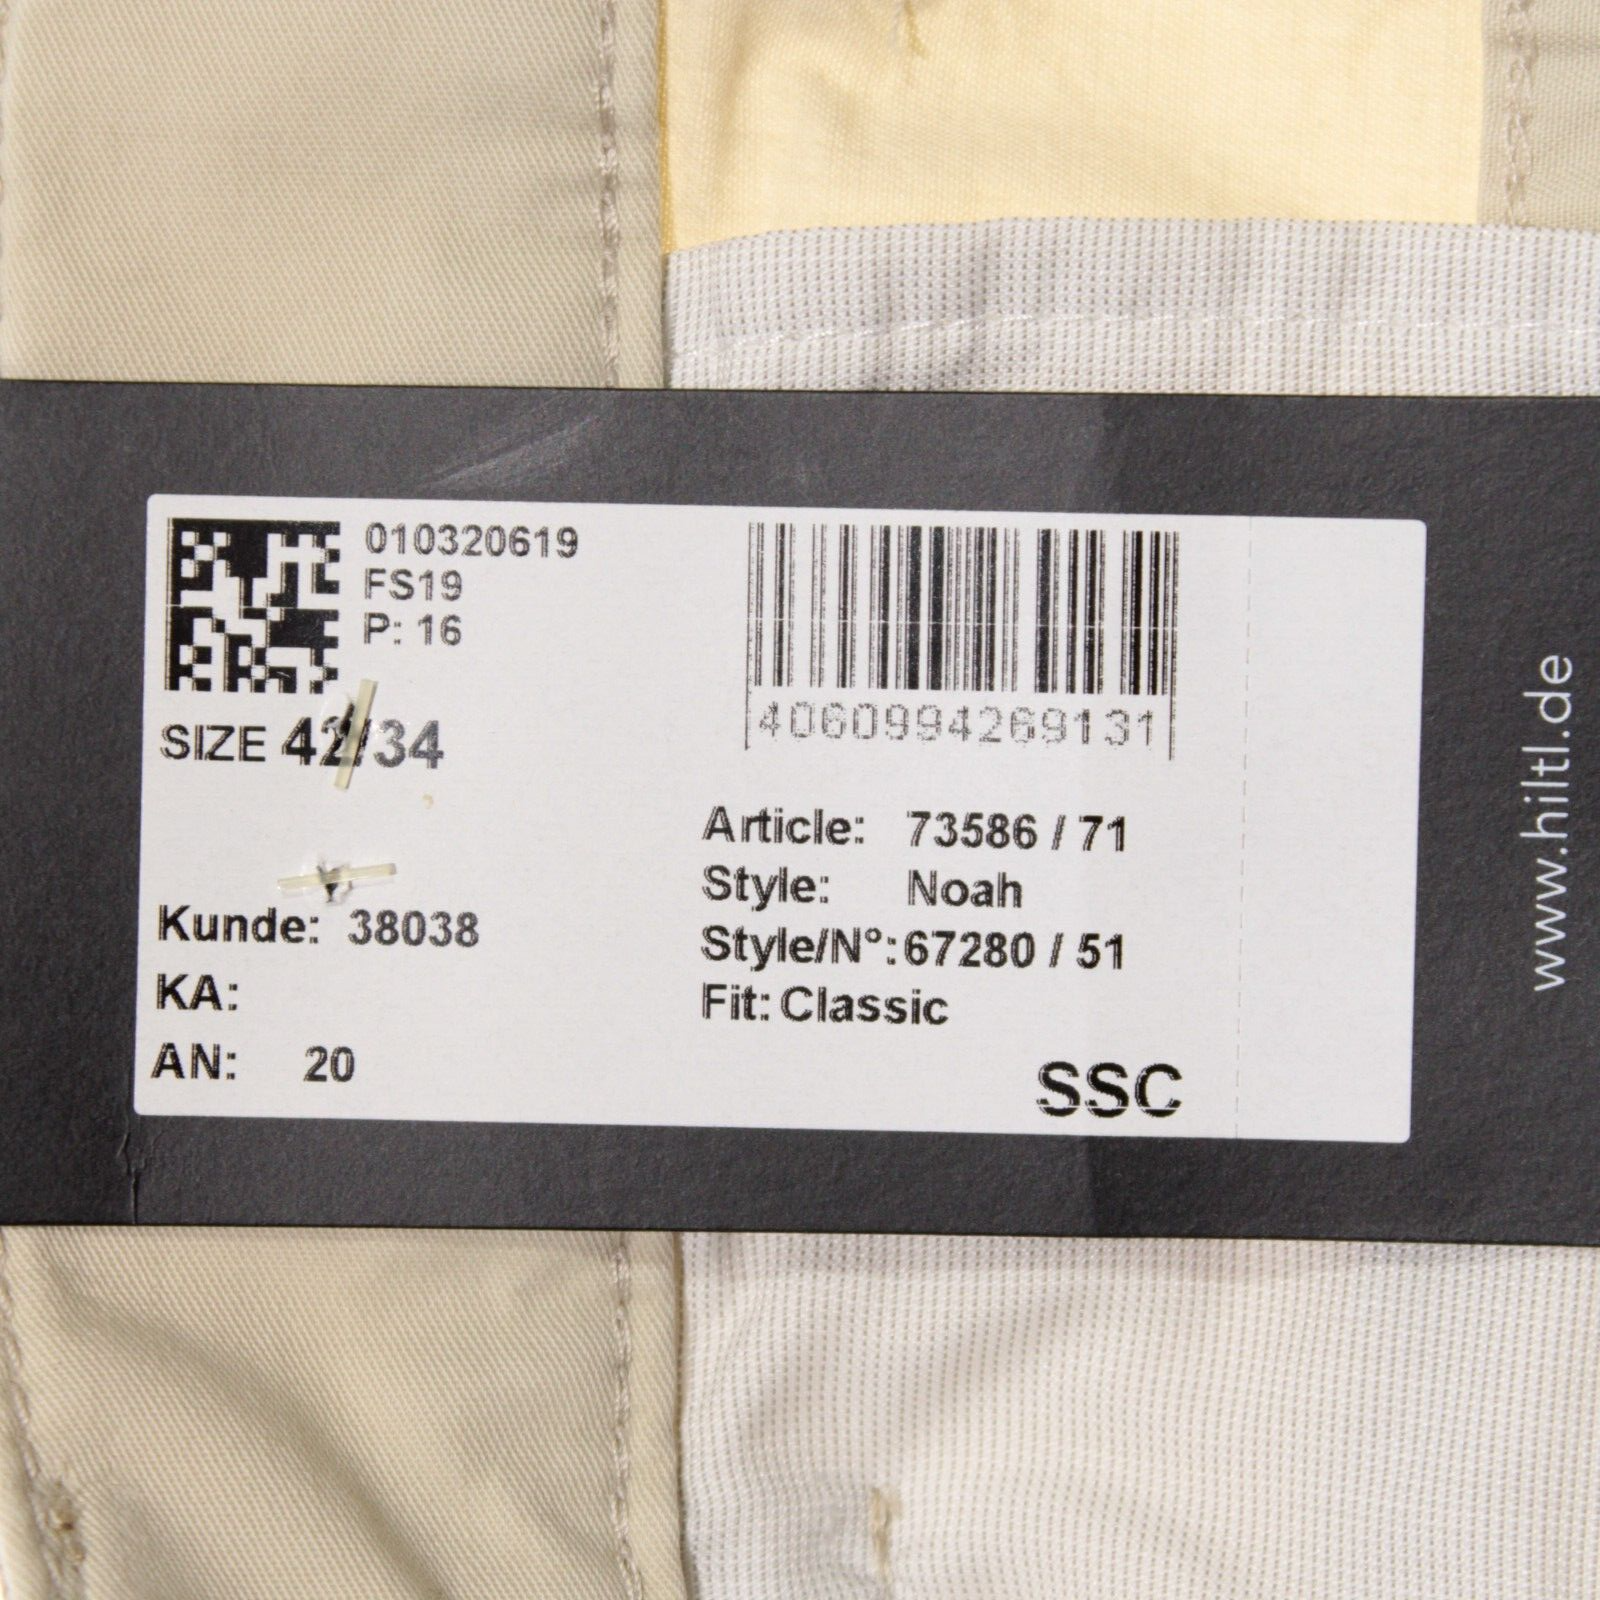 010320619
FS19
P: 16
SIZE 42/34
4060994269131
Article: 73586 / 71
Style: Noah
Style/N°: 67280 / 51
Fit: Classic
Kunde: 38038
KA:
AN: 20
SSC
www.hiltl.de